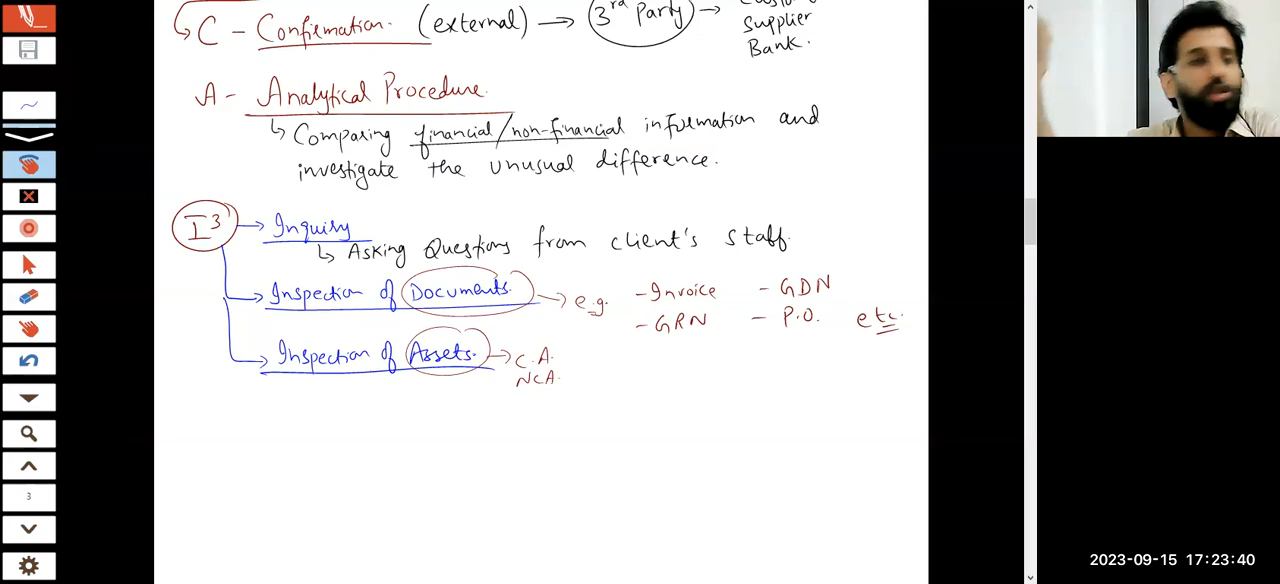 C - Confirmation. (external) → 3rd Party →
Supplier
Bank.
A - Analytical Procedure.
↳ Comparing financial/non-financial information and
investigate the unusual difference.
I³ → Inquiry
↳ Asking Questions from client's staff.
→ Inspection of Documents. → e.g. - Invoice - GDN
- GRN - P.O. etc.
→ Inspection of Assets. → C.A.
NCA.
3
2023-09-15 17:23:40